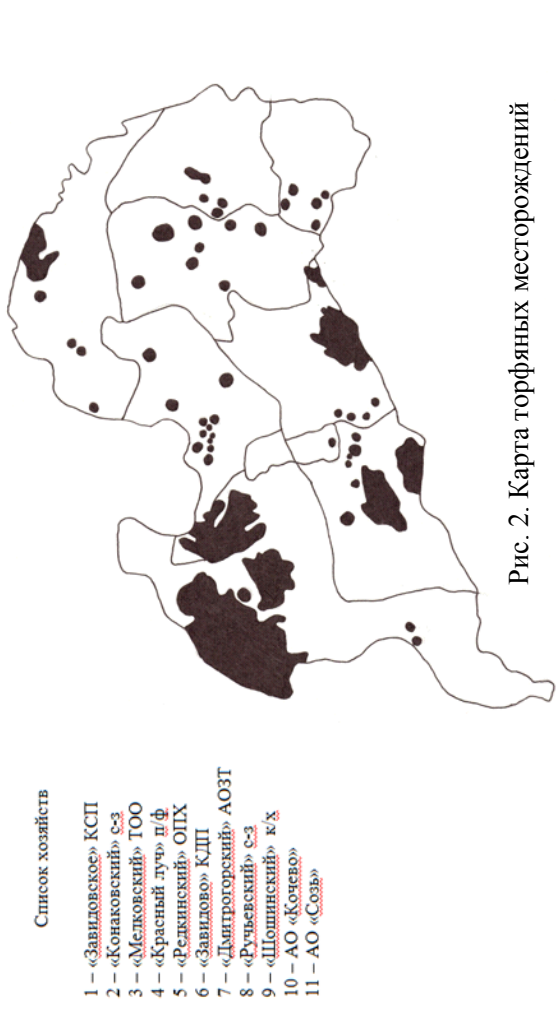 Список хозяйств
1 – «Завидовское» КСП
2 – «Конаковский» с-з
3 – «Мелковский» ТОО
4 – «Красный луч» п/ф
5 – «Редкинский» ОПХ
6 – «Завидово» КДП
7 – «Дмитрогорский» АОЗТ
8 – «Ручьевский» с-з
9 – «Шошинский» к/х
10 – АО «Кочево»
11 – АО «Созь»
Рис. 2. Карта торфяных месторождений